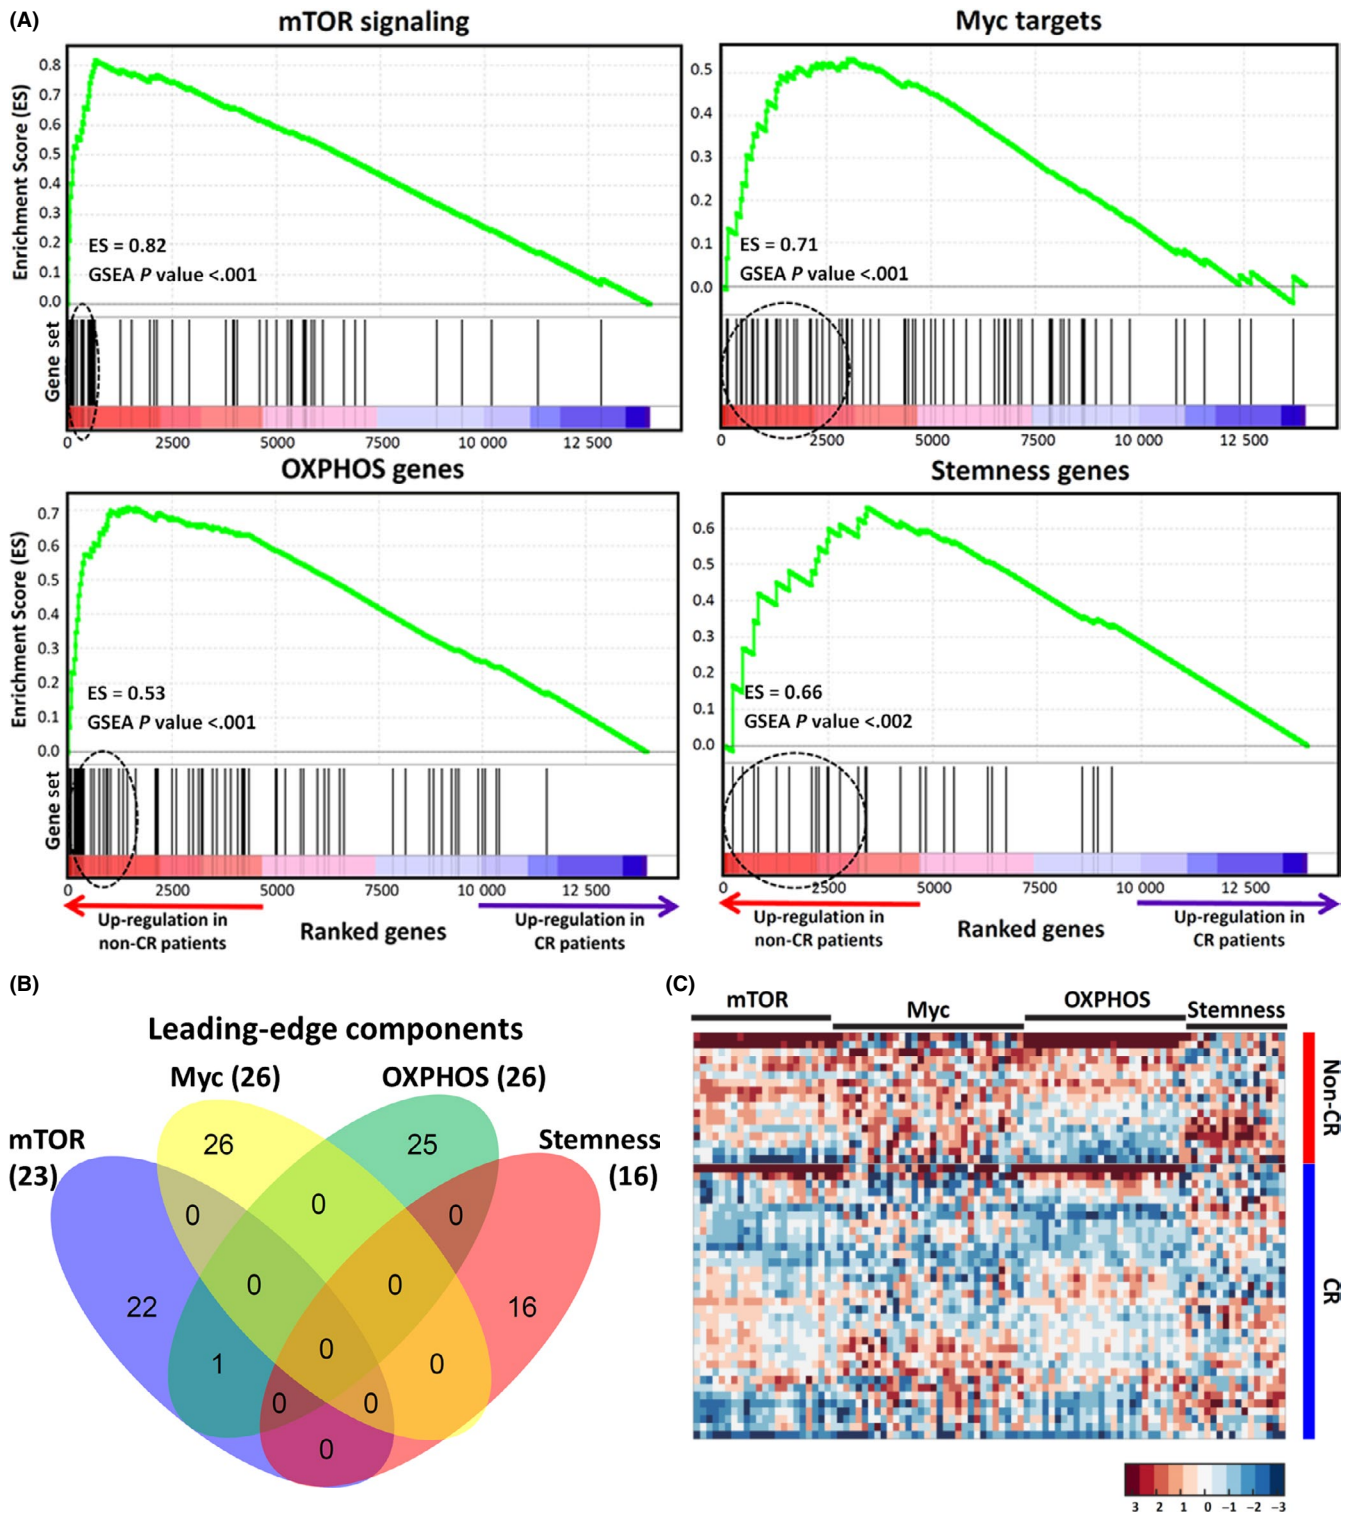 (A)
mTOR signaling
Myc targets
Enrichment Score (ES)
0.8
0.7
0.6
0.5
0.4
0.3
0.2
0.1
0.0
ES = 0.82
GSEA P value <.001
Gene set
0 2500 5000 7500 10 000 12 500
0.5
0.4
0.3
0.2
0.1
0.0
ES = 0.71
GSEA P value <.001
0 2500 5000 7500 10 000 12 500
OXPHOS genes
Stemness genes
Enrichment Score (ES)
0.7
0.6
0.5
0.4
0.3
0.2
0.1
0.0
ES = 0.53
GSEA P value <.001
Gene set
0 2500 5000 7500 10 000 12 500
Up-regulation in
non-CR patients
Ranked genes
Up-regulation in
CR patients
0.6
0.5
0.4
0.3
0.2
0.1
0.0
ES = 0.66
GSEA P value <.002
0 2500 5000 7500 10 000 12 500
Up-regulation in
non-CR patients
Ranked genes
Up-regulation in
CR patients
(B)
Leading-edge components
Myc (26)
OXPHOS (26)
mTOR
(23)
Stemness
(16)
26
25
0
0
0
0
0
22
16
0
1
0
0
0
0
(C)
mTOR
Myc
OXPHOS
Stemness
Non-CR
CR
3 2 1 0 −1 −2 −3